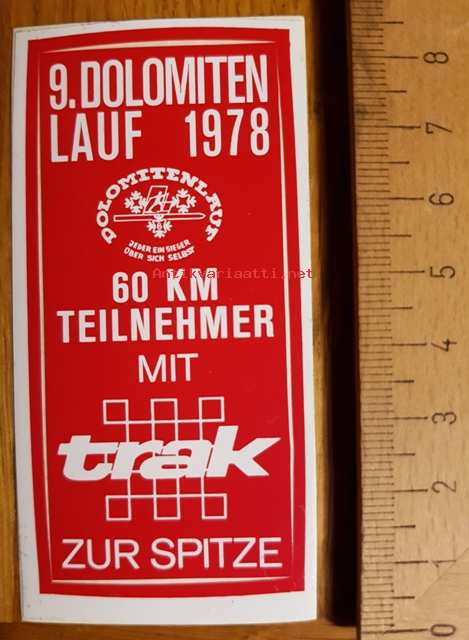 9. DOLOMITEN
LAUF 1978
DOLOMITENLAUF
JEDER EIN SIEGER
ÜBER SICH SELBST
Antikvariaatti.net
60 KM
TEILNEHMER
MIT
trak
ZUR SPITZE
8
7
6
5
4
3
2
1
0